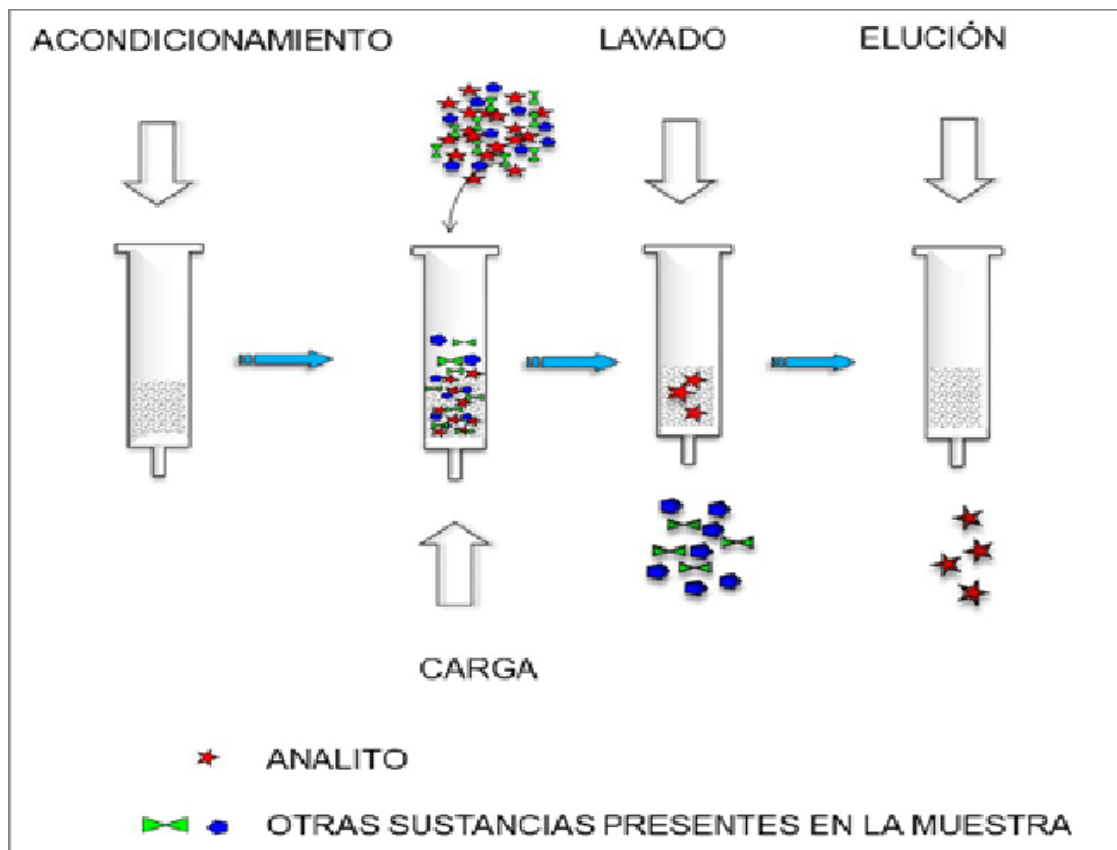 ACONDICIONAMIENTO
LAVADO
ELUCIÓN
CARGA
ANALITO
OTRAS SUSTANCIAS PRESENTES EN LA MUESTRA